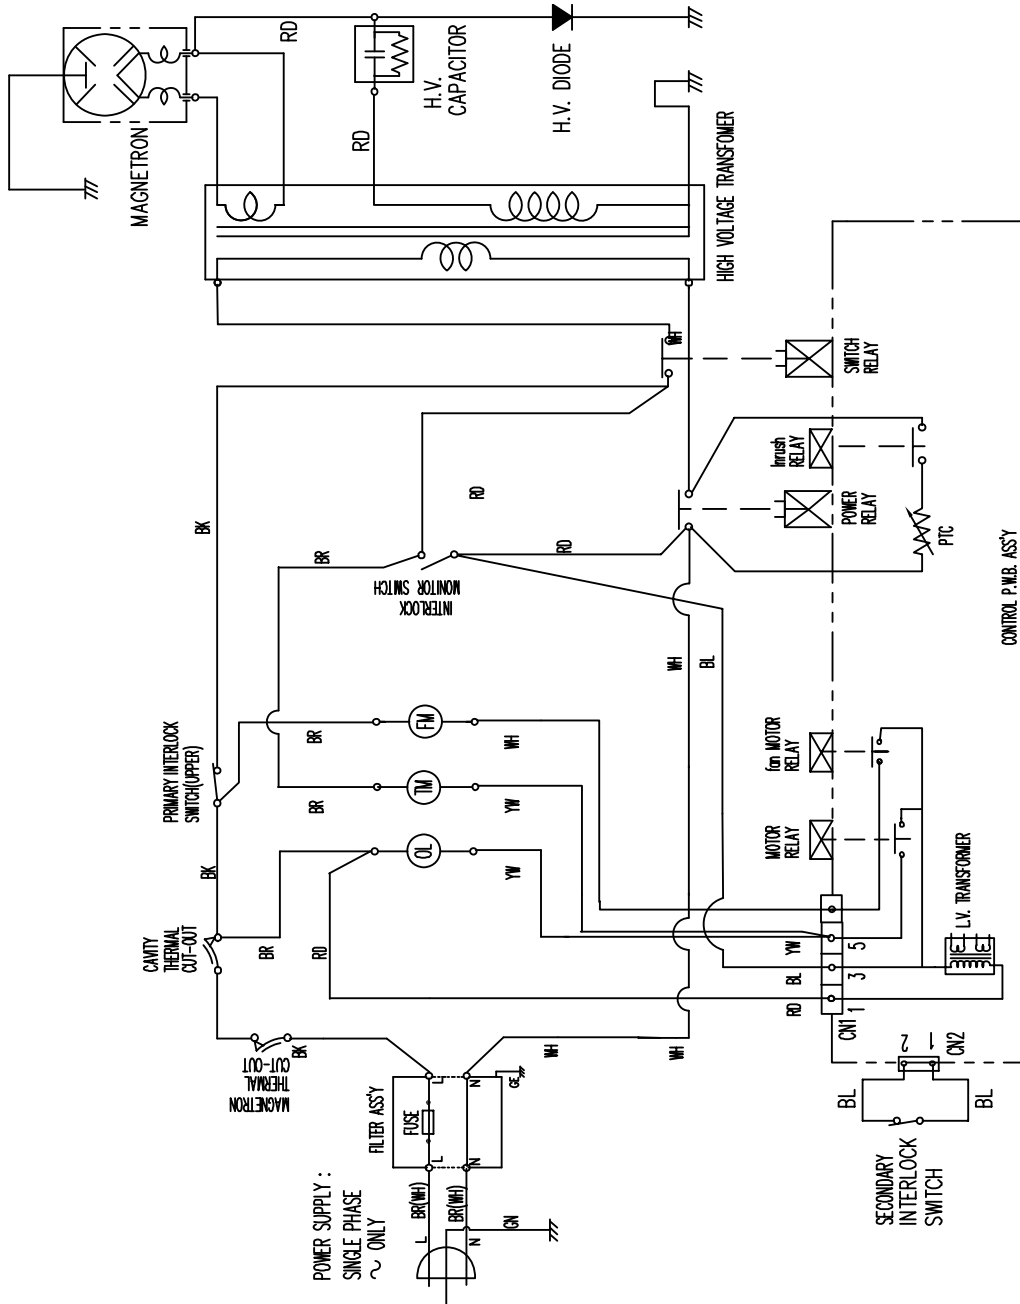 MAGNETRON
RD
H.V.
CAPACITOR
H.V. DIODE
RD
HIGH VOLTAGE TRANSFOMER
WH
SWITCH
RELAY
Inrush
RELAY
POWER
RELAY
PTC
CONTROL P.W.B. ASS'Y
BK
BR
RD
RD
INTERLOCK
MONITOR SWITCH
WH
BL
PRIMARY INTERLOCK
SWITCH(UPPER)
BR
FM
WH
fan MOTOR
RELAY
BR
TM
YW
MOTOR
RELAY
BK
OL
YW
L.V. TRANSFORMER
CAVITY
THERMAL
CUT-OUT
BR
RD
YW
BL
RD
5
3
1
CN1
MAGNETRON
THERMAL
CUT-OUT
BK
WH
WH
2
1
CN2
BL
BL
SECONDARY
INTERLOCK
SWITCH
FILTER ASS'Y
FUSE
L
N
GE
L
N
POWER SUPPLY :
SINGLE PHASE
~ ONLY
BR(WH)
BR(WH)
GN
L
N